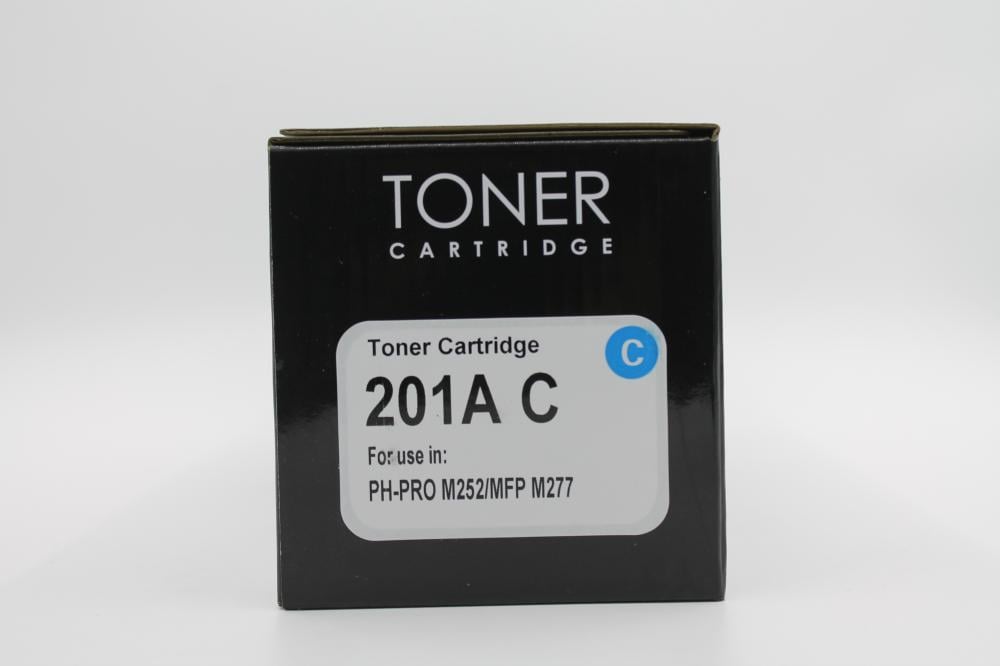 TONER
CARTRIDGE
Toner Cartridge
C
201A C
For use in:
PH-PRO M252/MFP M277